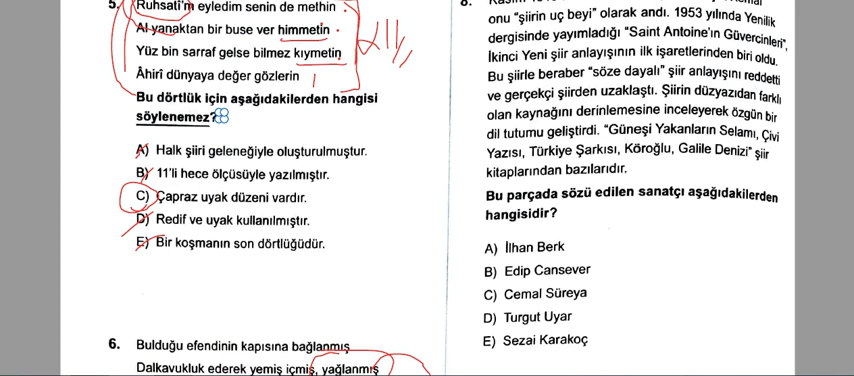 5. Ruhsatî'm eyledim senin de methin
Al yanaktan bir buse ver himmetin
Yüz bin sarraf gelse bilmez kıymetin
Âhirî dünyaya değer gözlerin
Bu dörtlük için aşağıdakilerden hangisi
söylenemez?
A) Halk şiiri geleneğiyle oluşturulmuştur.
B) 11'li hece ölçüsüyle yazılmıştır.
C) Çapraz uyak düzeni vardır.
D) Redif ve uyak kullanılmıştır.
E) Bir koşmanın son dörtlüğüdür.
6. Bulduğu efendinin kapısına bağlanmış
Dalkavukluk ederek yemiş içmiş, yağlanmış
8.
onu “şiirin uç beyi” olarak andı. 1953 yılında Yenilik
dergisinde yayımladığı “Saint Antoine'ın Güvercinleri”,
İkinci Yeni şiir anlayışının ilk işaretlerinden biri oldu.
Bu şiirle beraber “söze dayalı” şiir anlayışını reddetti
ve gerçekçi şiirden uzaklaştı. Şiirin düzyazıdan farklı
olan kaynağını derinlemesine inceleyerek özgün bir
dil tutumu geliştirdi. “Güneşi Yakanların Selamı, Çivi
Yazısı, Türkiye Şarkısı, Köroğlu, Galile Denizi” şiir
kitaplarından bazılarıdır.
Bu parçada sözü edilen sanatçı aşağıdakilerden
hangisidir?
A) İlhan Berk
B) Edip Cansever
C) Cemal Süreya
D) Turgut Uyar
E) Sezai Karakoç